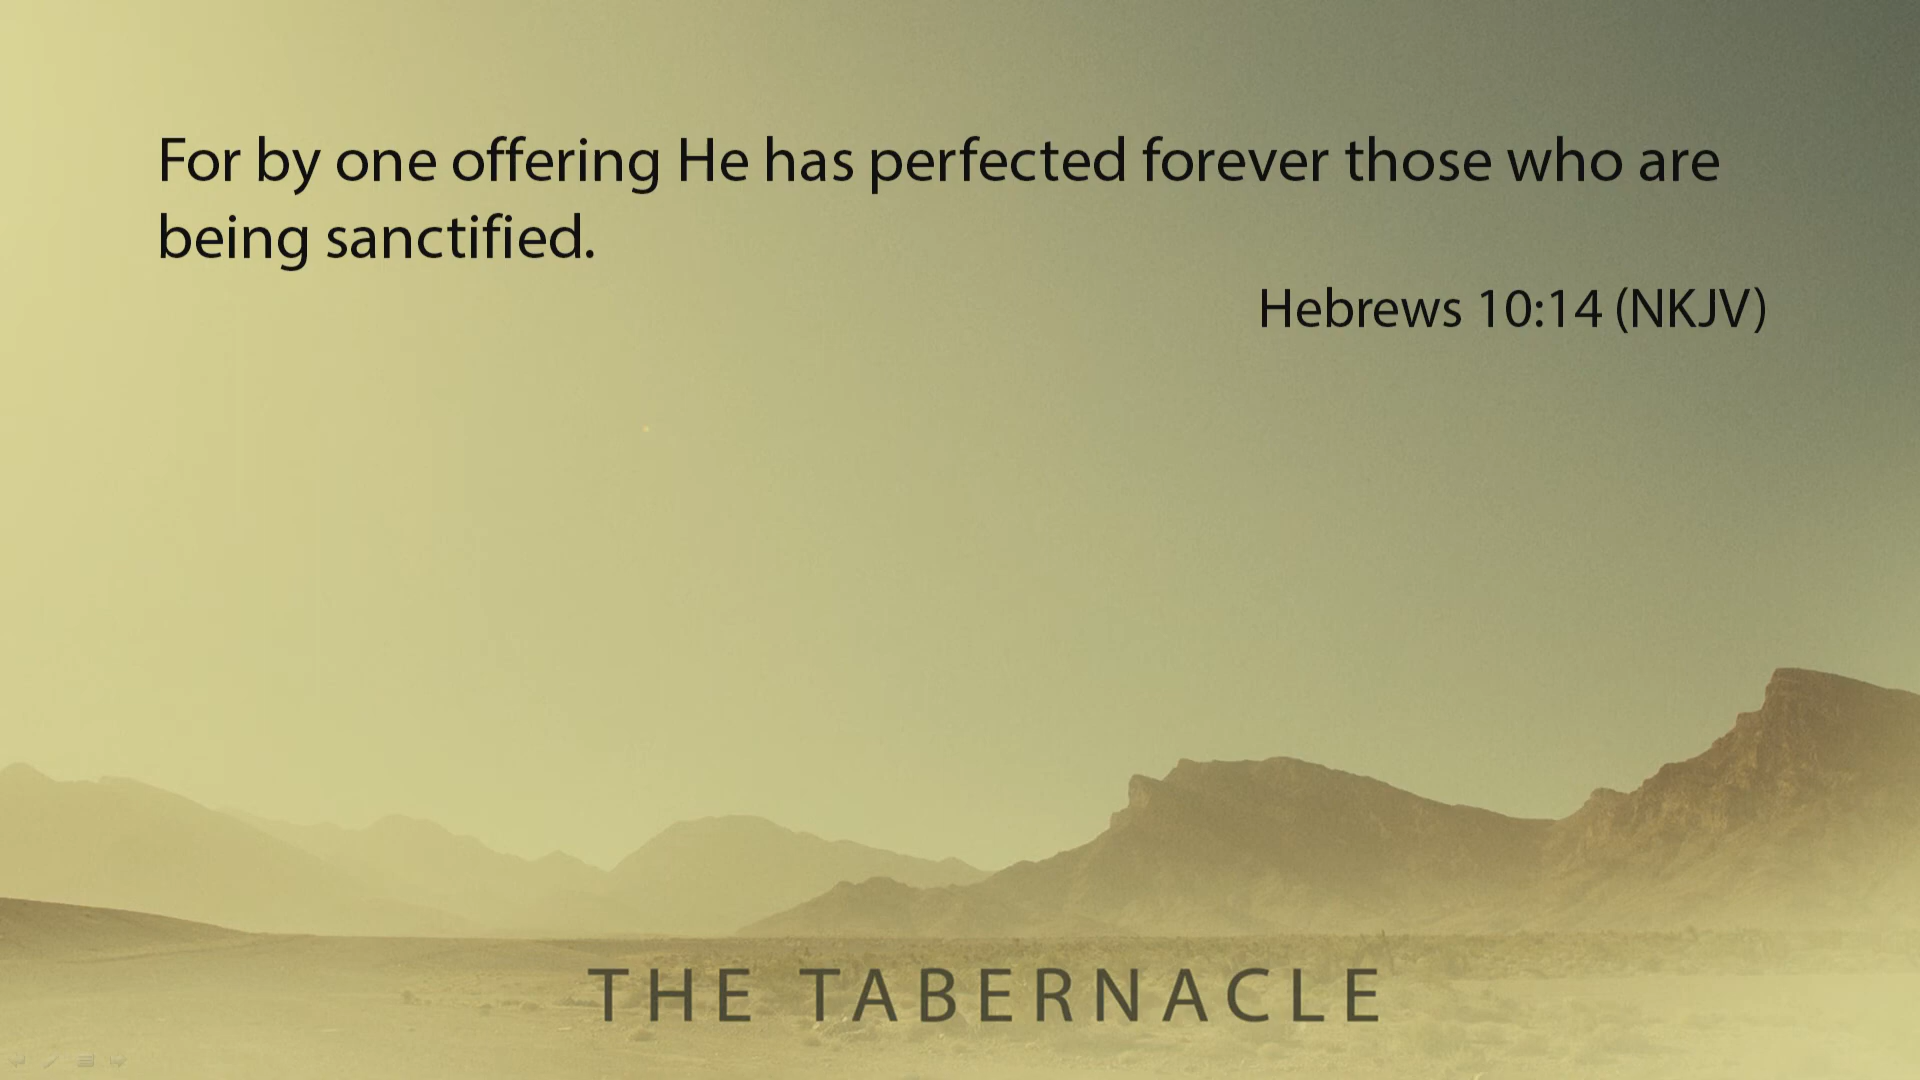 For by one offering He has perfected forever those who are
being sanctified.
Hebrews 10:14 (NKJV)
THE TABERNACLE